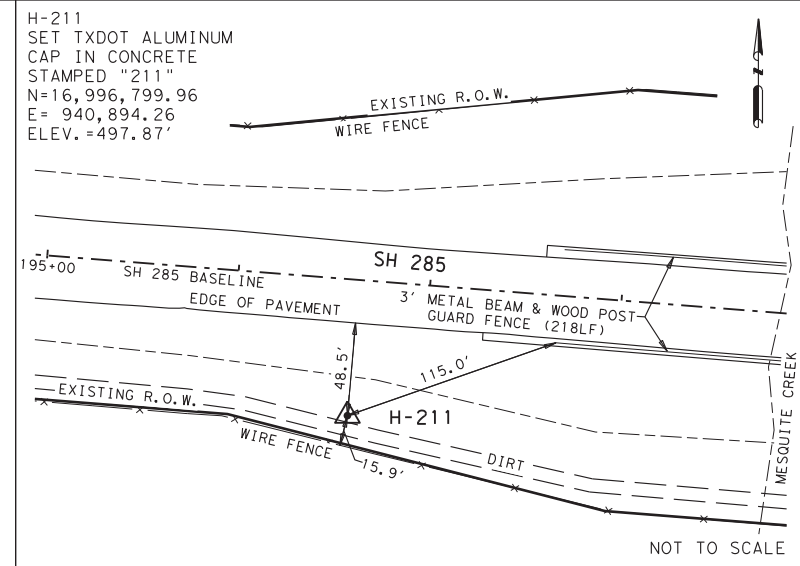 H-211
SET TXDOT ALUMINUM
CAP IN CONCRETE
STAMPED "211"
N=16,996,799.96
E= 940,894.26
ELEV.=497.87'
N
EXISTING R.O.W.
WIRE FENCE
SH 285
195+00
SH 285 BASELINE
EDGE OF PAVEMENT
3' METAL BEAM & WOOD POST
GUARD FENCE (218LF)
48.5'
115.0'
EXISTING R.O.W.
H-211
WIRE FENCE
15.9'
DIRT
MESQUITE CREEK
NOT TO SCALE